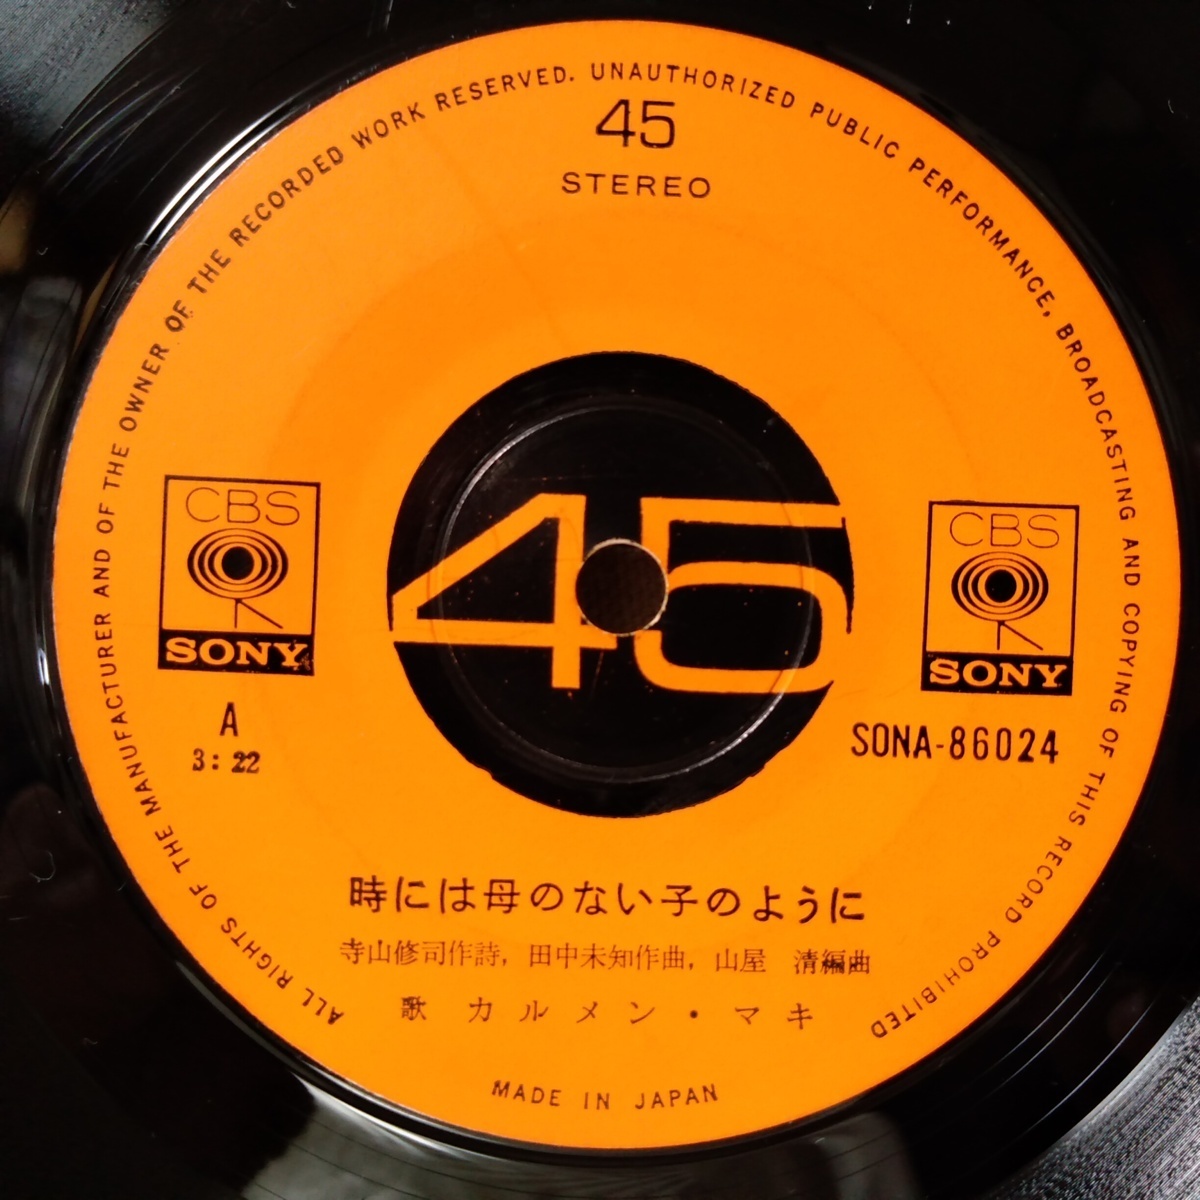 ALL RIGHTS OF THE MANUFACTURER AND OF THE OWNER OF THE RECORDED WORK RESERVED. UNAUTHORIZED PUBLIC PERFORMANCE, BROADCASTING AND COPYING OF THIS RECORD PROHIBITED
45
STEREO
CBS
SONY
45
CBS
SONY
A
3:22
SONA-86024
時には母のない子のように
寺山修司作詩, 田中未知作曲, 山屋 清編曲
歌 カルメン・マキ
MADE IN JAPAN